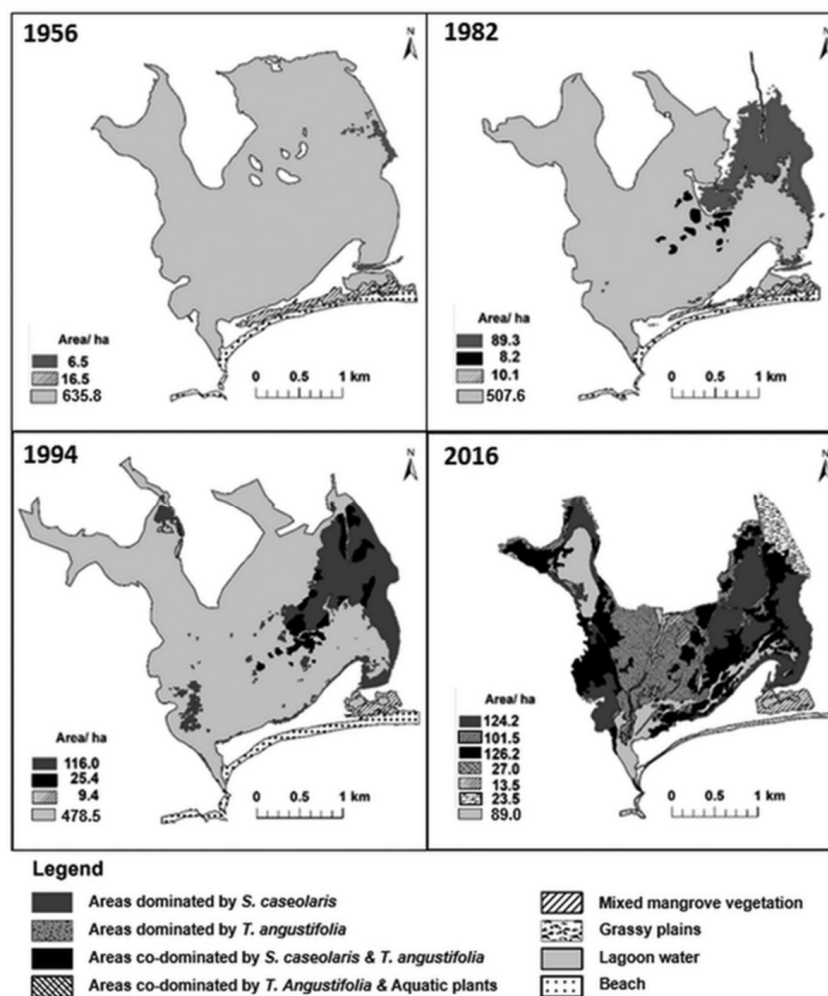 1956
N
Area/ ha
6.5
16.5
635.8
0 0.5 1 km
1982
N
Area/ ha
89.3
8.2
10.1
507.6
0 0.5 1 km
1994
N
Area/ ha
116.0
25.4
9.4
478.5
0 0.5 1 km
2016
N
Area/ ha
124.2
101.5
126.2
27.0
13.5
23.5
89.0
0 0.5 1 km
Legend
Areas dominated by S. caseolaris
Areas dominated by T. angustifolia
Areas co-dominated by S. caseolaris & T. angustifolia
Areas co-dominated by T. Angustifolia & Aquatic plants
Mixed mangrove vegetation
Grassy plains
Lagoon water
Beach